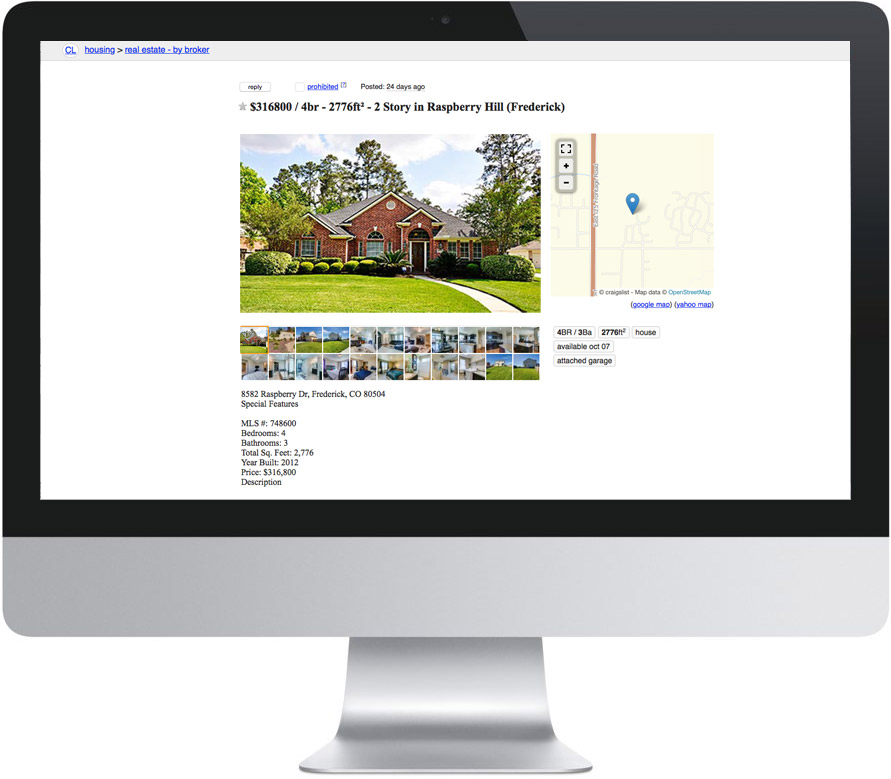 CL housing > real estate - by broker
reply prohibited [?] Posted: 24 days ago
$316800 / 4br - 2776ft² - 2 Story in Raspberry Hill (Frederick)
+
−
© craigslist - Map data © OpenStreetMap
(google map) (yahoo map)
4BR / 3Ba 2776ft² house
available oct 07
attached garage
8582 Raspberry Dr, Frederick, CO 80504
Special Features
MLS #: 748600
Bedrooms: 4
Bathrooms: 3
Total Sq. Feet: 2,776
Year Built: 2012
Price: $316,800
Description